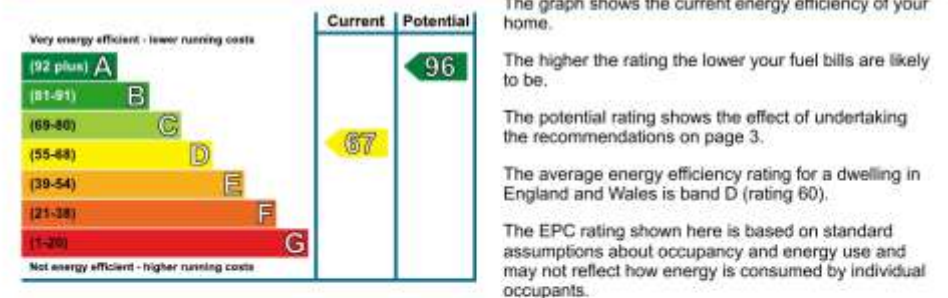 Current Potential
Very energy efficient - lower running costs
(92 plus) A
(81-91) B
(69-80) C
(55-68) D
(39-54) E
(21-38) F
(1-20) G
Not energy efficient - higher running costs
67
96
The graph shows the current energy efficiency of your
home.
The higher the rating the lower your fuel bills are likely
to be.
The potential rating shows the effect of undertaking
the recommendations on page 3.
The average energy efficiency rating for a dwelling in
England and Wales is band D (rating 60).
The EPC rating shown here is based on standard
assumptions about occupancy and energy use and
may not reflect how energy is consumed by individual
occupants.